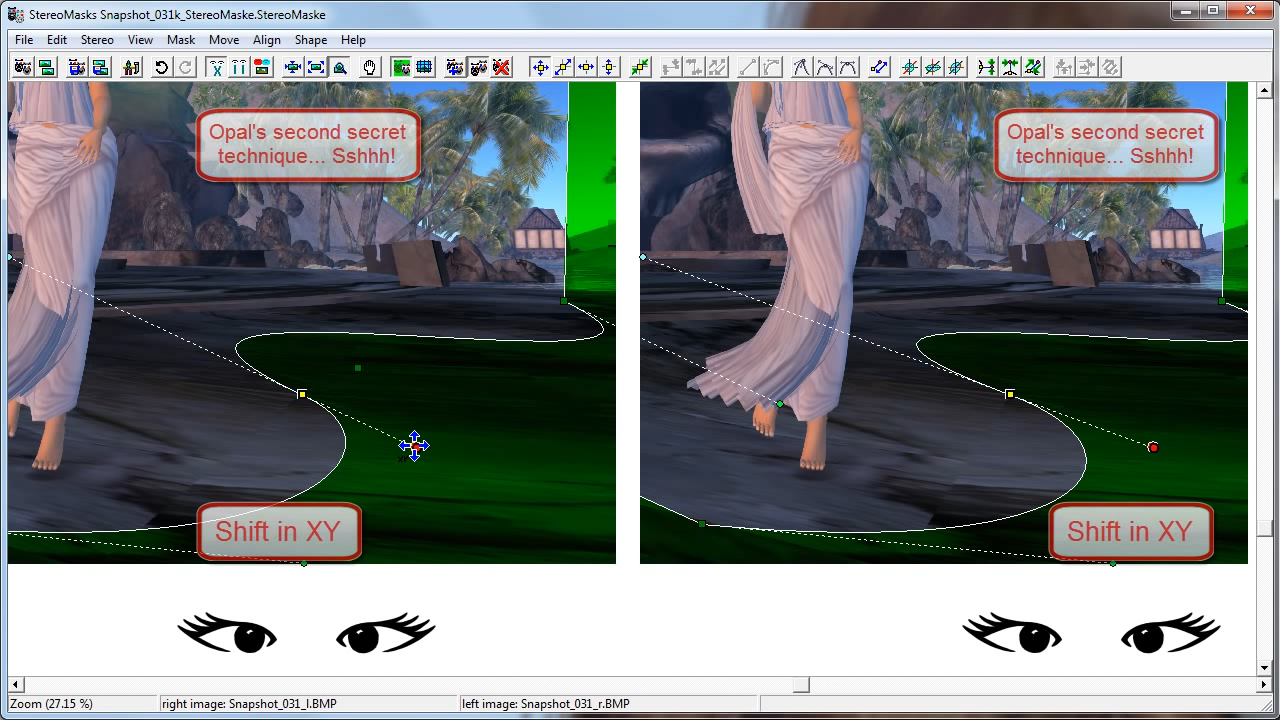 StereoMasks Snapshot_031k_StereoMaske.StereoMaske
File Edit Stereo View Mask Move Align Shape Help
Opal's second secret
technique... Sshhh!
Opal's second secret
technique... Sshhh!
Shift in XY
Shift in XY
Zoom (27.15 %) right image: Snapshot_031_l.BMP left image: Snapshot_031_r.BMP